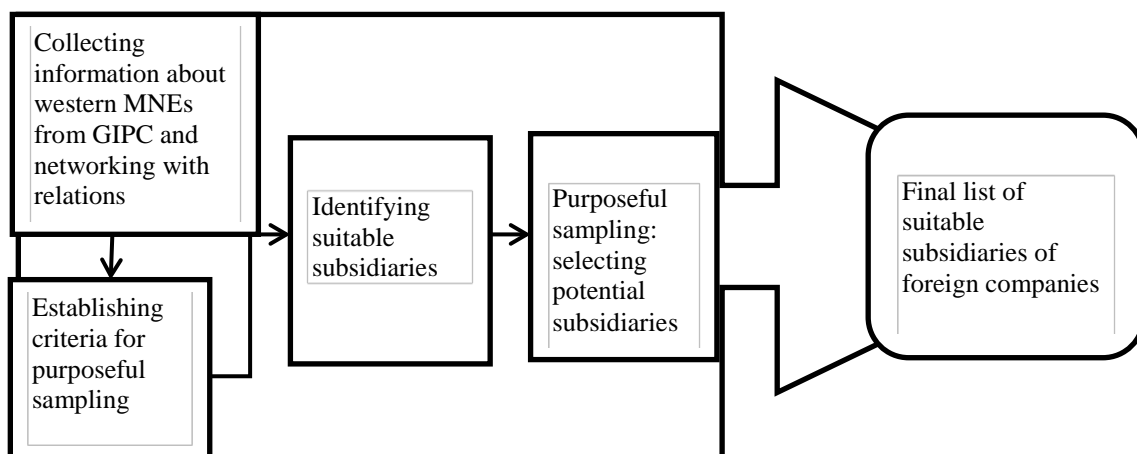 Collecting
information about
western MNEs
from GIPC and
networking with
relations
Establishing
criteria for
purposeful
sampling
Identifying
suitable
subsidiaries
Purposeful
sampling:
selecting
potential
subsidiaries
Final list of
suitable
subsidiaries of
foreign companies